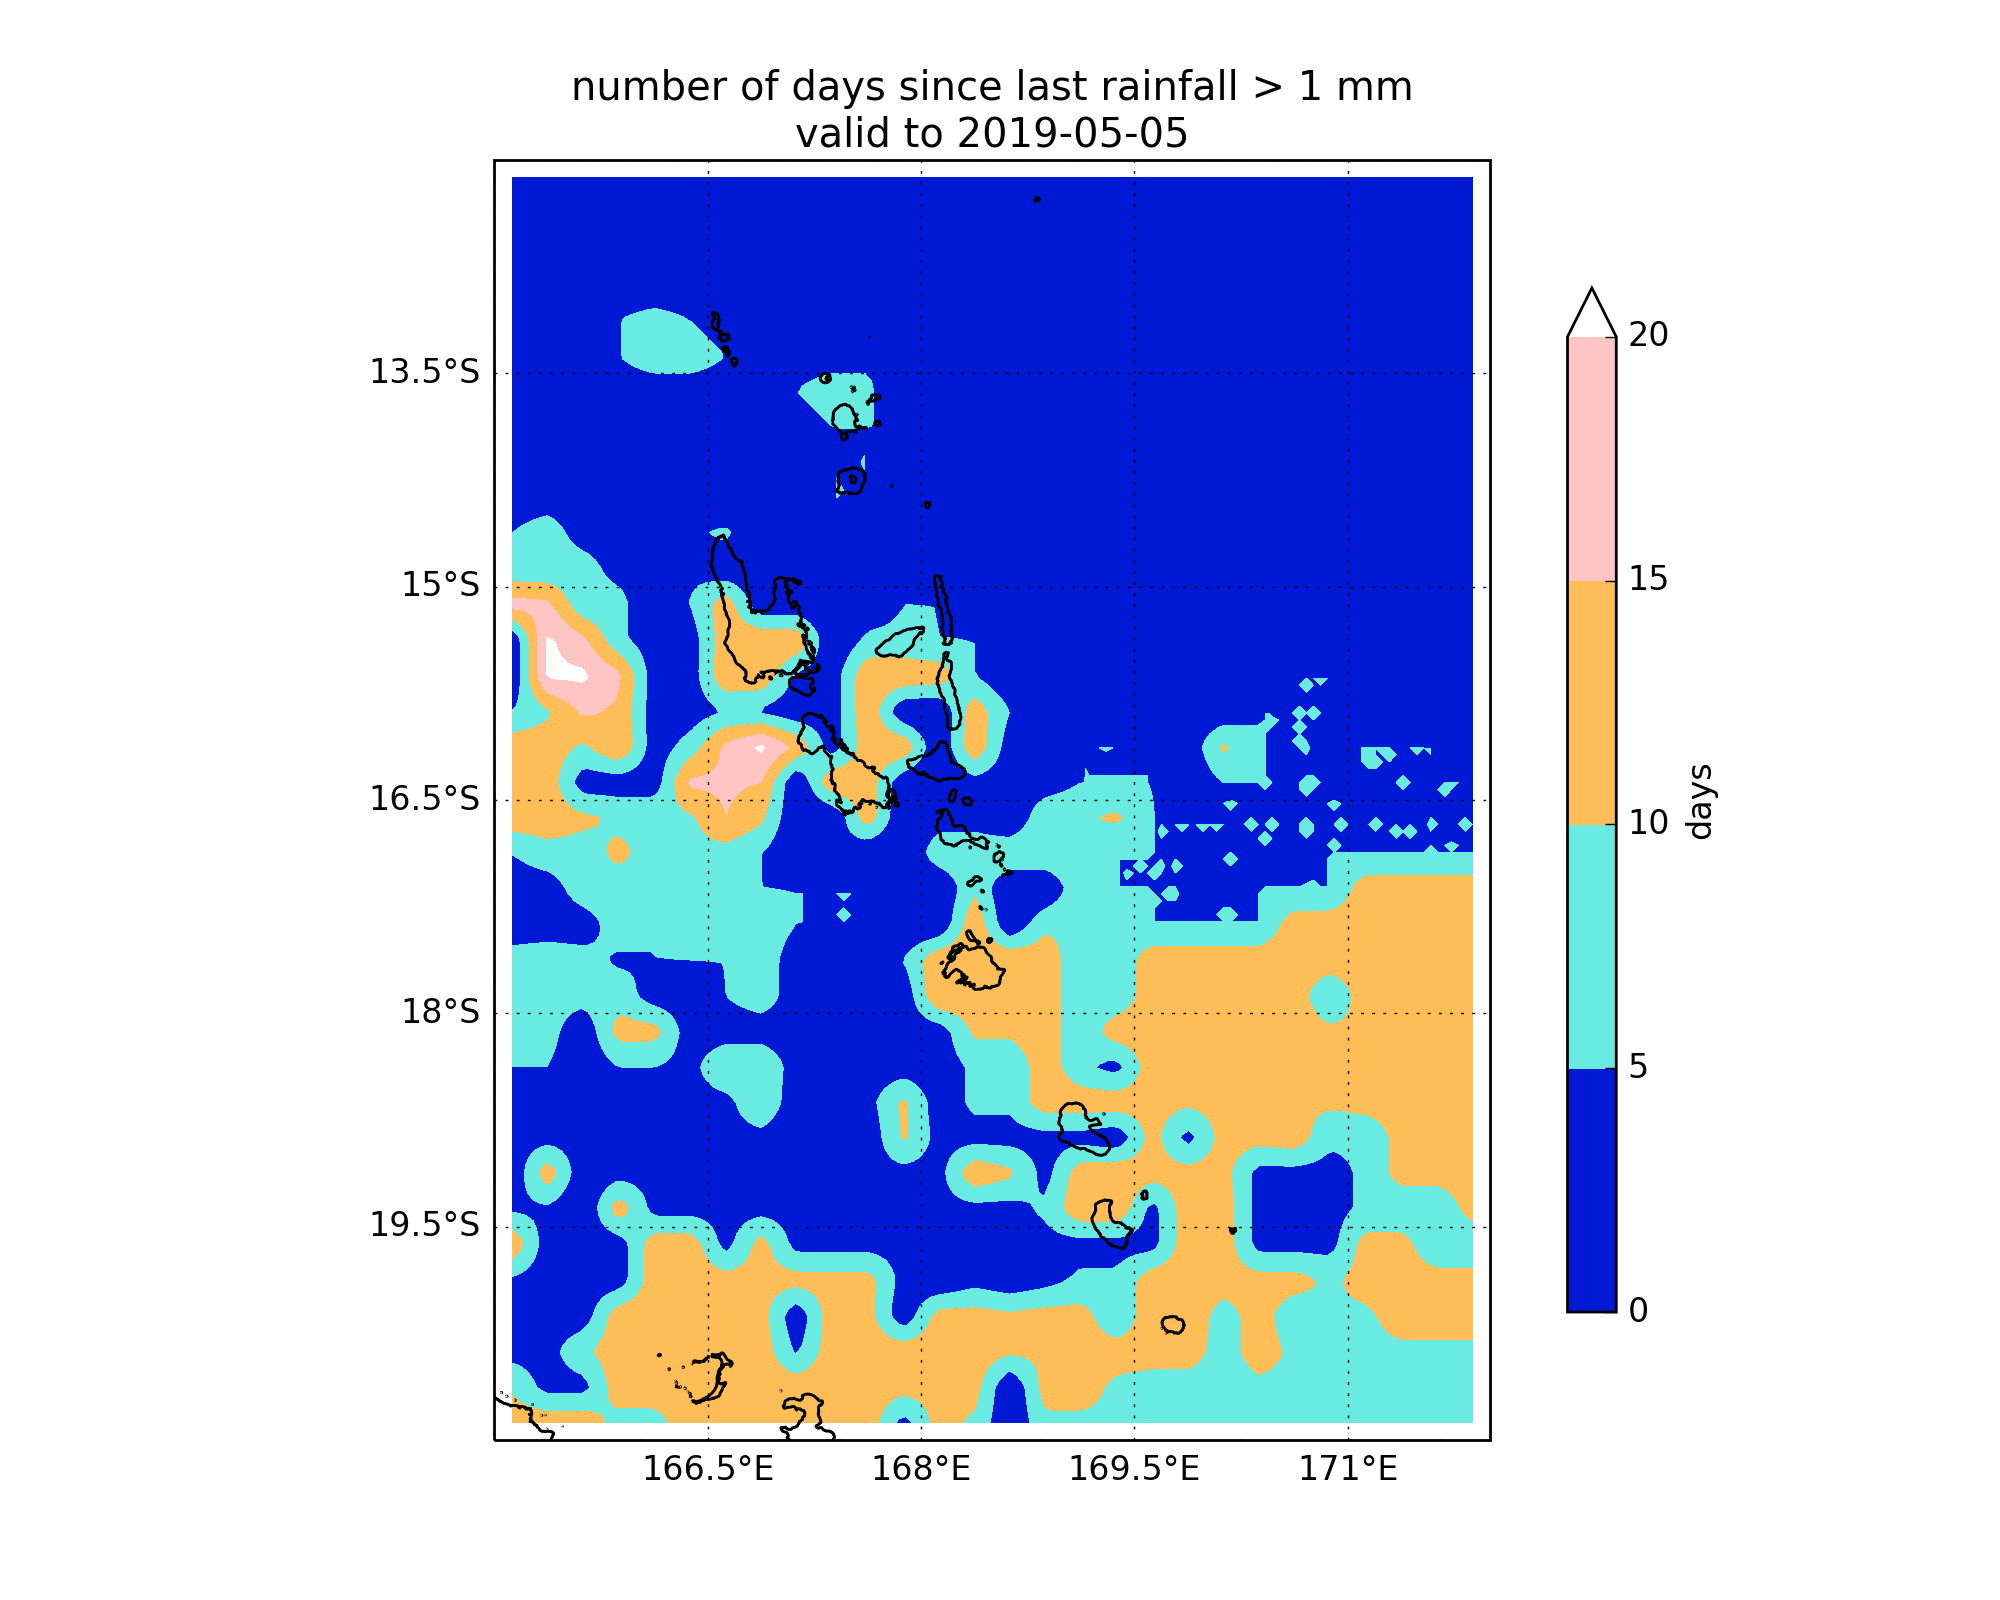 number of days since last rainfall > 1 mm
valid to 2019-05-05
13.5°S
15°S
16.5°S
18°S
19.5°S
166.5°E
168°E
169.5°E
171°E
20
15
10
5
0
days